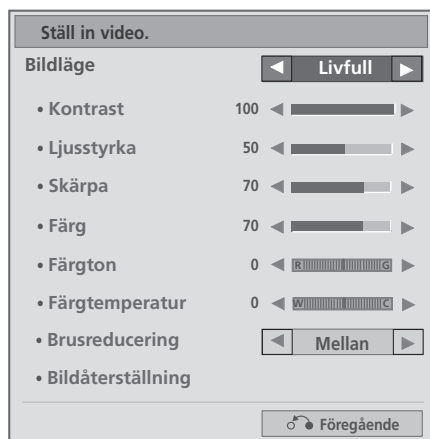 Ställ in video.
Bildläge ◀ Livfull ▶
• Kontrast 100
• Ljusstyrka 50
• Skärpa 70
• Färg 70
• Färgton 0 R G
• Färgtemperatur 0 W C
• Brusreducering ◀ Mellan ▶
• Bildåterställning
Föregående